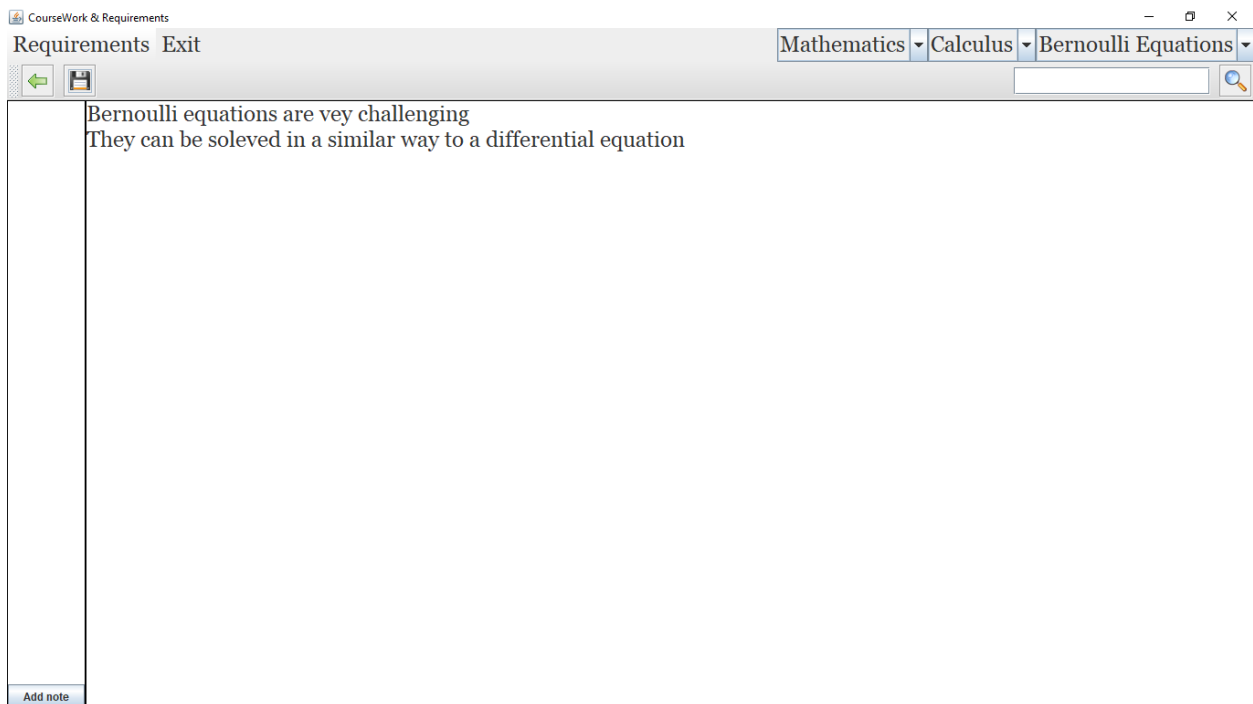 CourseWork & Requirements
Requirements Exit
Mathematics Calculus Bernoulli Equations
Bernoulli equations are vey challenging
They can be soleved in a similar way to a differential equation
Add note